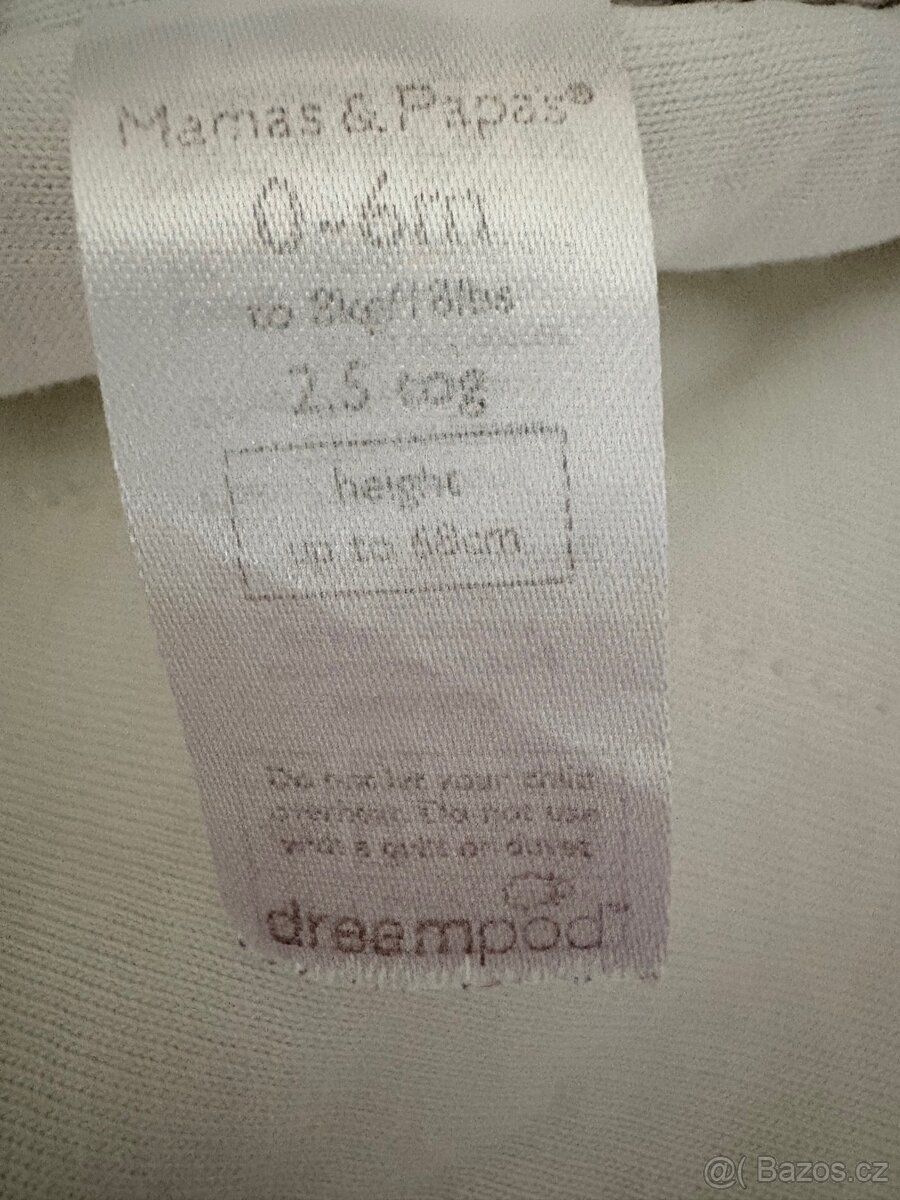 Mamas & Papas®
0-6m
to 8kg/18lbs
2.5 tog
height
up to 68cm
Do not let your child
overheat. Do not use
with a quilt or duvet
dreampod™
@( Bazos.cz